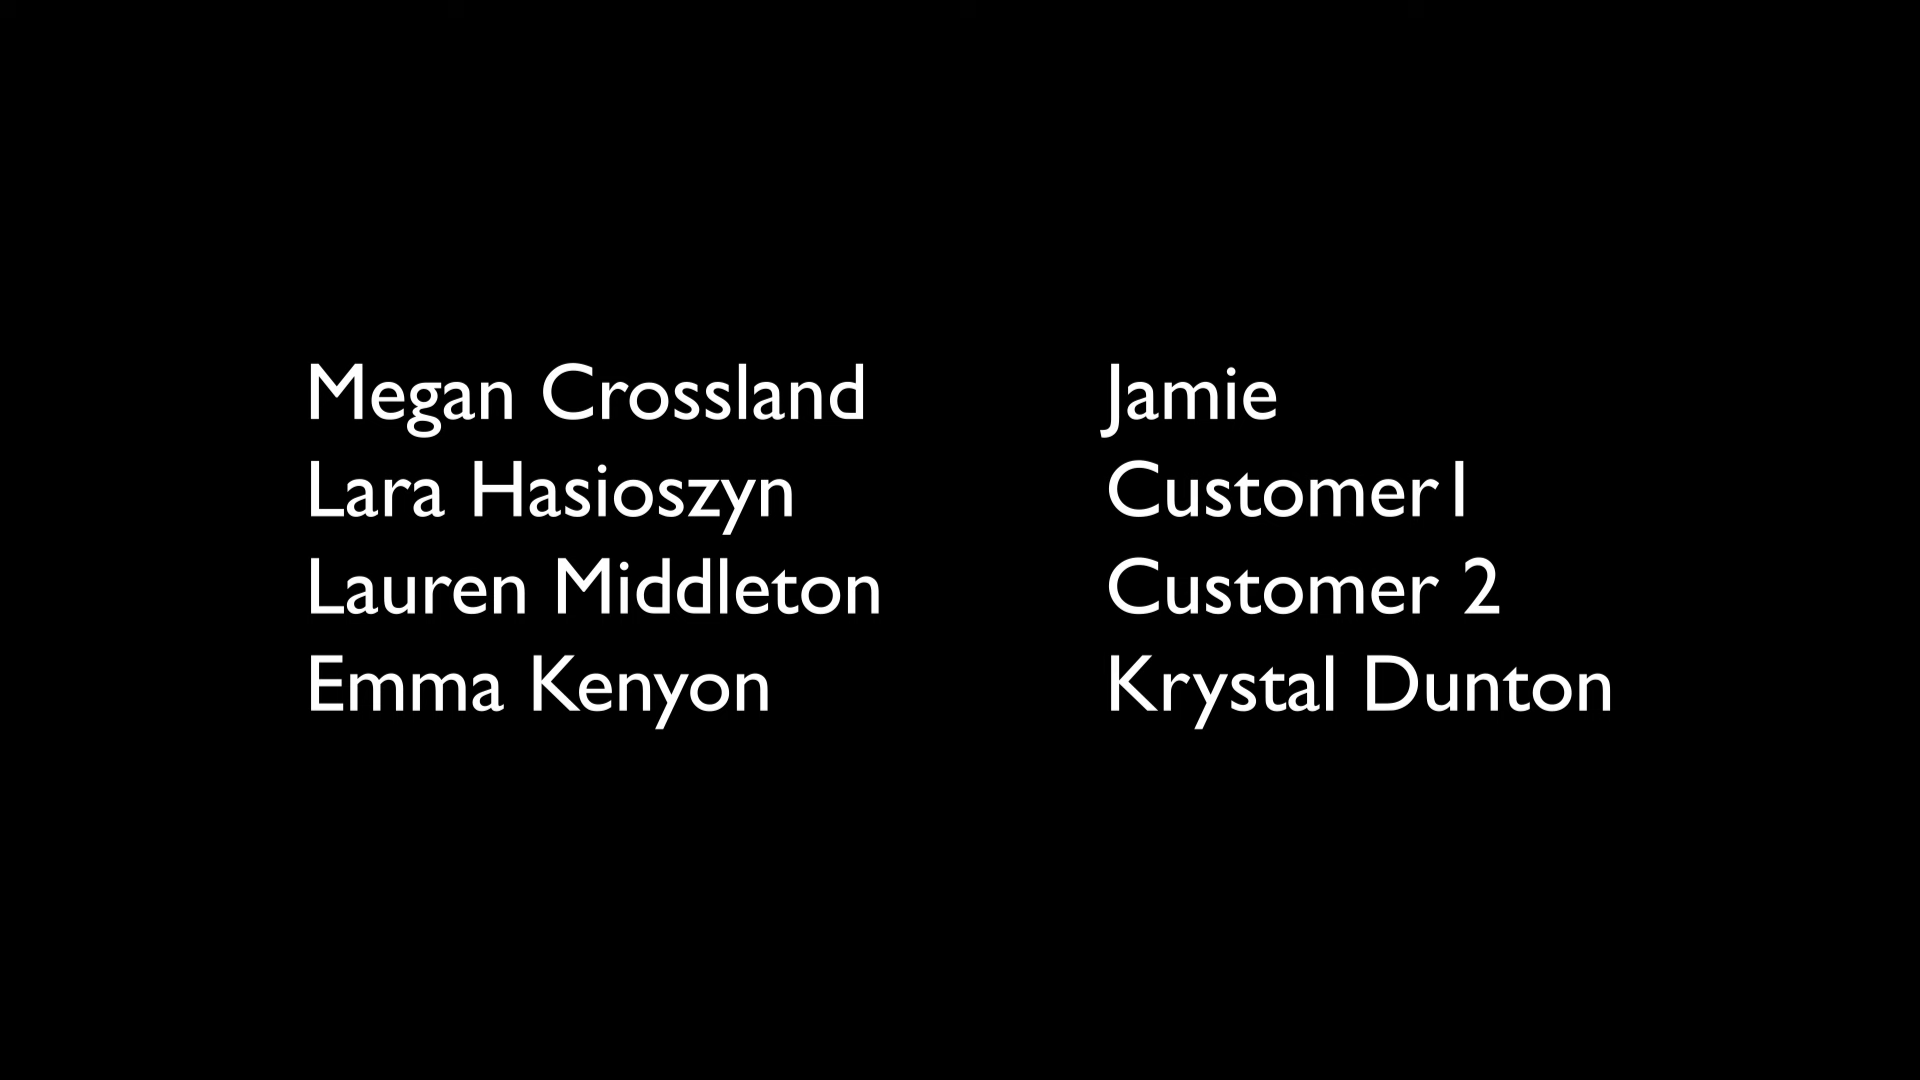 Megan Crossland Jamie
Lara Hasioszyn Customer1
Lauren Middleton Customer 2
Emma Kenyon Krystal Dunton